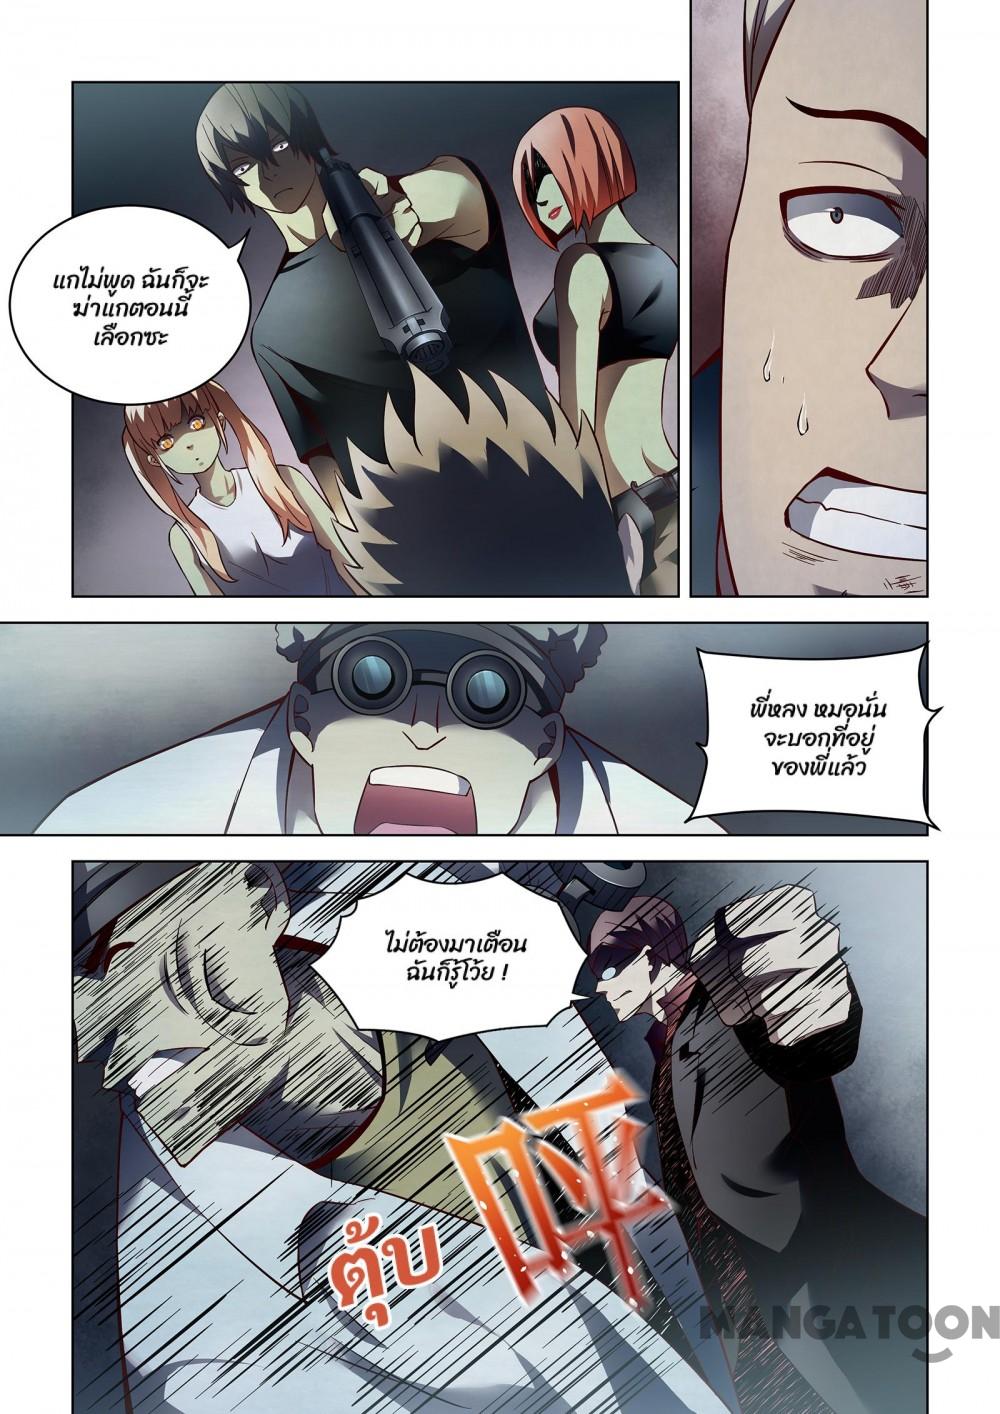 แกไม่พูด ฉันก็จะ
ฆ่าแกตอนนี้
เลือกซะ
พี่หลง หมอนั่น
จะบอกที่อยู่
ของพี่แล้ว
ไม่ต้องมาเตือน
ฉันก็รู้โว้ย !
呯
ตุ้บ
MANGATOON